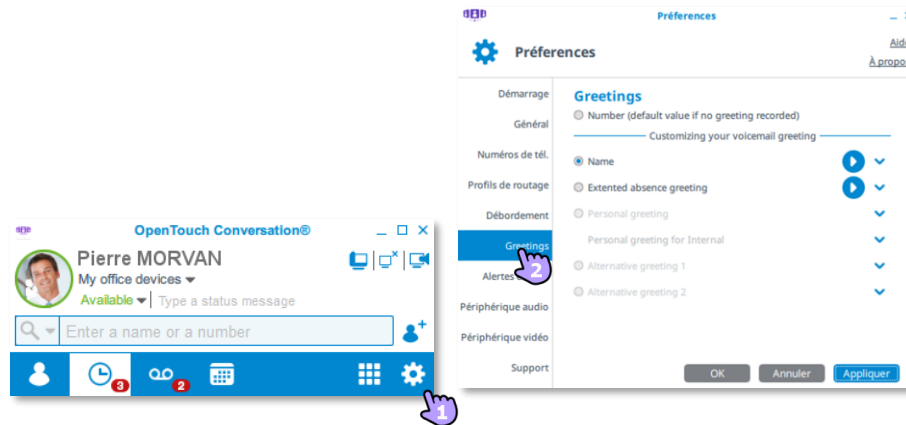 OpenTouch Conversation®
Pierre MORVAN
My office devices
Available
Type a status message
Enter a name or a number
3
2
1
Préferences
Préferences
Aid
À propo
Démarrage
Général
Numéros de tél.
Profils de routage
Débordement
Greetings
2
Alertes
Périphérique audio
Périphérique vidéo
Support
Greetings
Number (default value if no greeting recorded)
Customizing your voicemail greeting
Name
Extented absence greeting
Personal greeting
Personal greeting for Internal
Alternative greeting 1
Alternative greeting 2
OK
Annuler
Appliquer